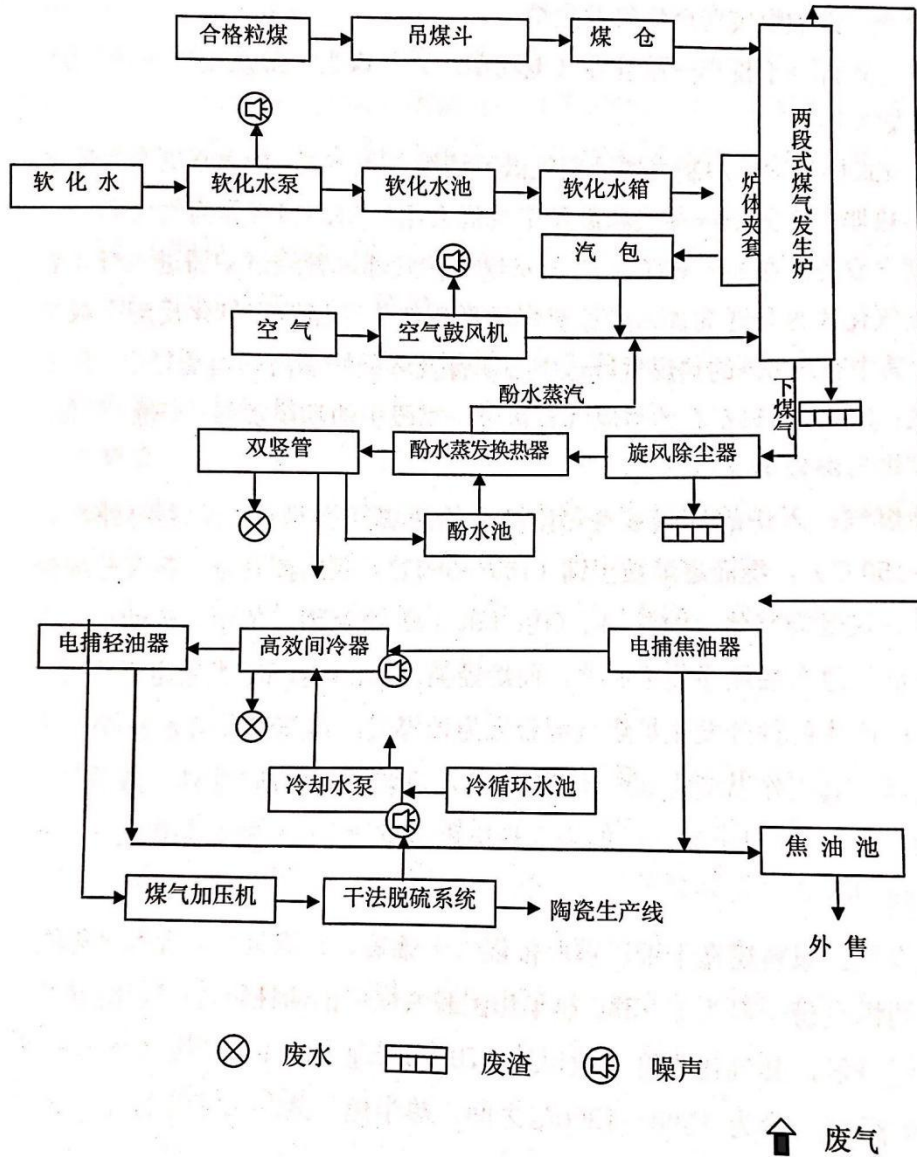 合格粒煤 吊煤斗 煤 仓
两段式煤气发生炉
软 化 水 软化水泵 软化水池 软化水箱 炉体夹套
汽 包
空 气 空气鼓风机
酚水蒸汽 下煤气
双竖管 酚水蒸发换热器 旋风除尘器
酚水池
电捕轻油器 高效间冷器 电捕焦油器
冷却水泵 冷循环水池
焦 油 池
煤气加压机 干法脱硫系统 陶瓷生产线
外 售
废水 废渣 噪声
废气